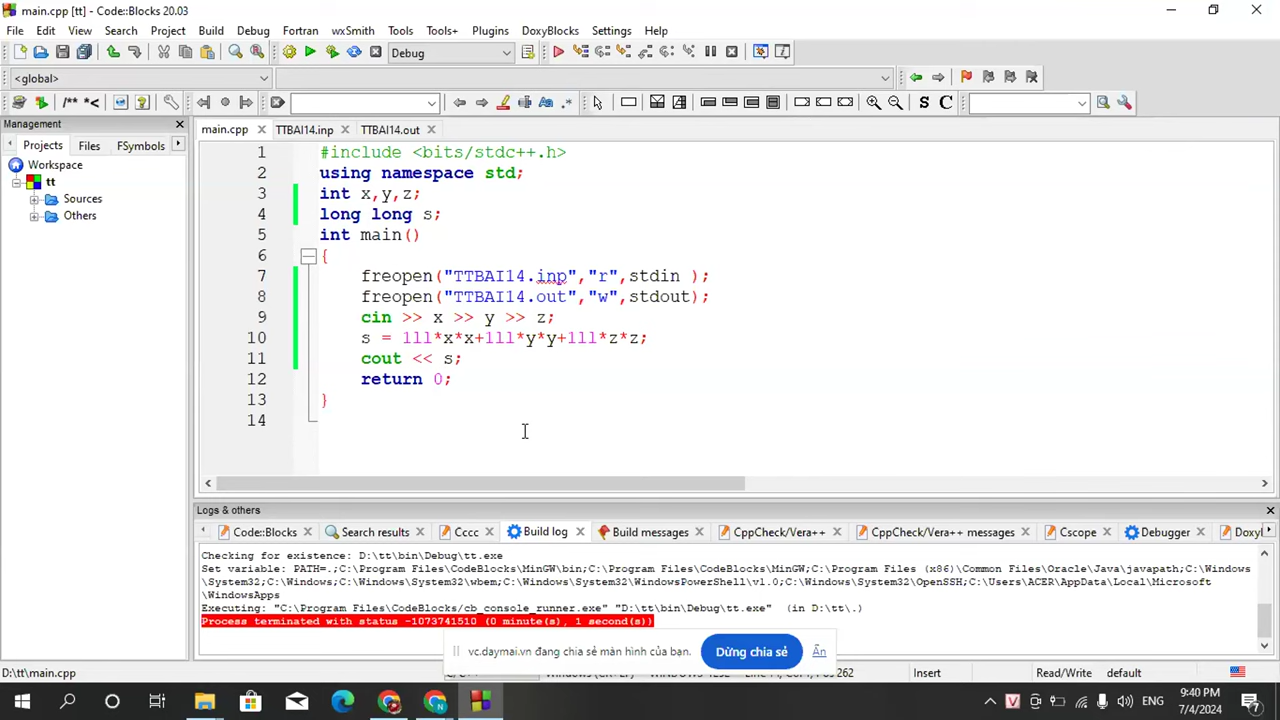 main.cpp [tt] - Code::Blocks 20.03
File Edit View Search Project Build Debug Fortran wxSmith Tools Tools+ Plugins DoxyBlocks Settings Help
Debug
<global>
/** *<
S C
Management
Projects Files FSymbols
Workspace
tt
Sources
Others
main.cpp TTBAI14.inp TTBAI14.out
1 #include <bits/stdc++.h>
2 using namespace std;
3 int x,y,z;
4 long long s;
5 int main()
6 {
7 freopen("TTBAI14.inp","r",stdin );
8 freopen("TTBAI14.out","w",stdout);
9 cin >> x >> y >> z;
10 s = 1ll*x*x+1ll*y*y+1ll*z*z;
11 cout << s;
12 return 0;
13 }
14
Logs & others
Code::Blocks Search results Cccc Build log Build messages CppCheck/Vera++ CppCheck/Vera++ messages Cscope Debugger
Checking for existence: D:\tt\bin\Debug\tt.exe
Set variable: PATH=.;C:\Program Files\CodeBlocks\MinGW\bin;C:\Program Files\CodeBlocks\MinGW;C:\Program Files (x86)\Common Files\Oracle\Java\javapath;C:\Windows
\System32;C:\Windows;C:\Windows\System32\wbem;C:\Windows\System32\WindowsPowerShell\v1.0;C:\Windows\System32\OpenSSH;C:\Users\ACER\AppData\Local\Microsoft
\WindowsApps
Executing: "C:\Program Files\CodeBlocks/cb_console_runner.exe" "D:\tt\bin\Debug\tt.exe" (in D:\tt\.)
Process terminated with status -1073741510 (0 minute(s), 1 second(s))
vc.daymai.vn đang chia sẻ màn hình của bạn. Dừng chia sẻ Ẩn
D:\tt\main.cpp Insert Read/Write default
ENG
9:40 PM
7/4/2024